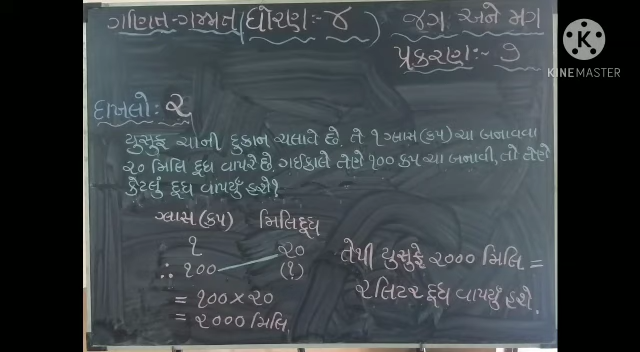 ગણિત-ગમ્મત (ધોરણ:-૪) જગ અને મગ
KINEMASTER
પ્રકરણ:- ૭
દાખલો: ૨
યુસુફ ચાની દુકાન ચલાવે છે. તે ૧ ગ્લાસ (કપ) ચા બનાવવા
૨૦ મિલિ દૂધ વાપરે છે. ગઈકાલે તેણે ૧૦૦ કપ ચા બનાવી, તો તેણે
કેટલું દૂધ વાપર્યું હશે?
ગ્લાસ (કપ) મિલિ દૂધ
૧ ૨૦
∴ ૧૦૦ (?)
= ૧૦૦ × ૨૦
= ૨૦૦૦ મિલિ.
તેથી યુસુફે ૨૦૦૦ મિલિ =
૨ લિટર દૂધ વાપર્યું હશે.